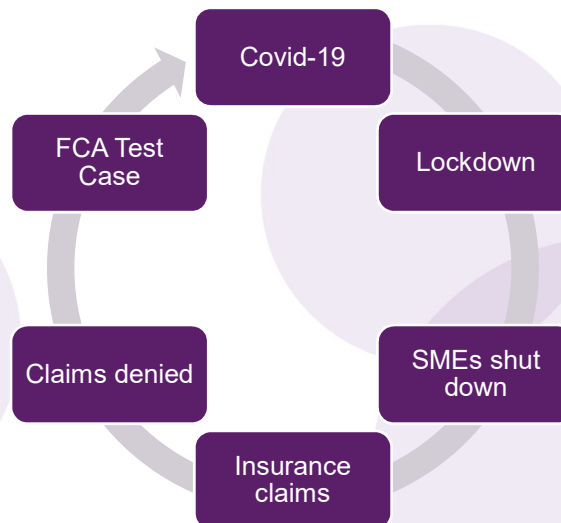 Covid-19
Lockdown
SMEs shut
down
Insurance
claims
Claims denied
FCA Test
Case